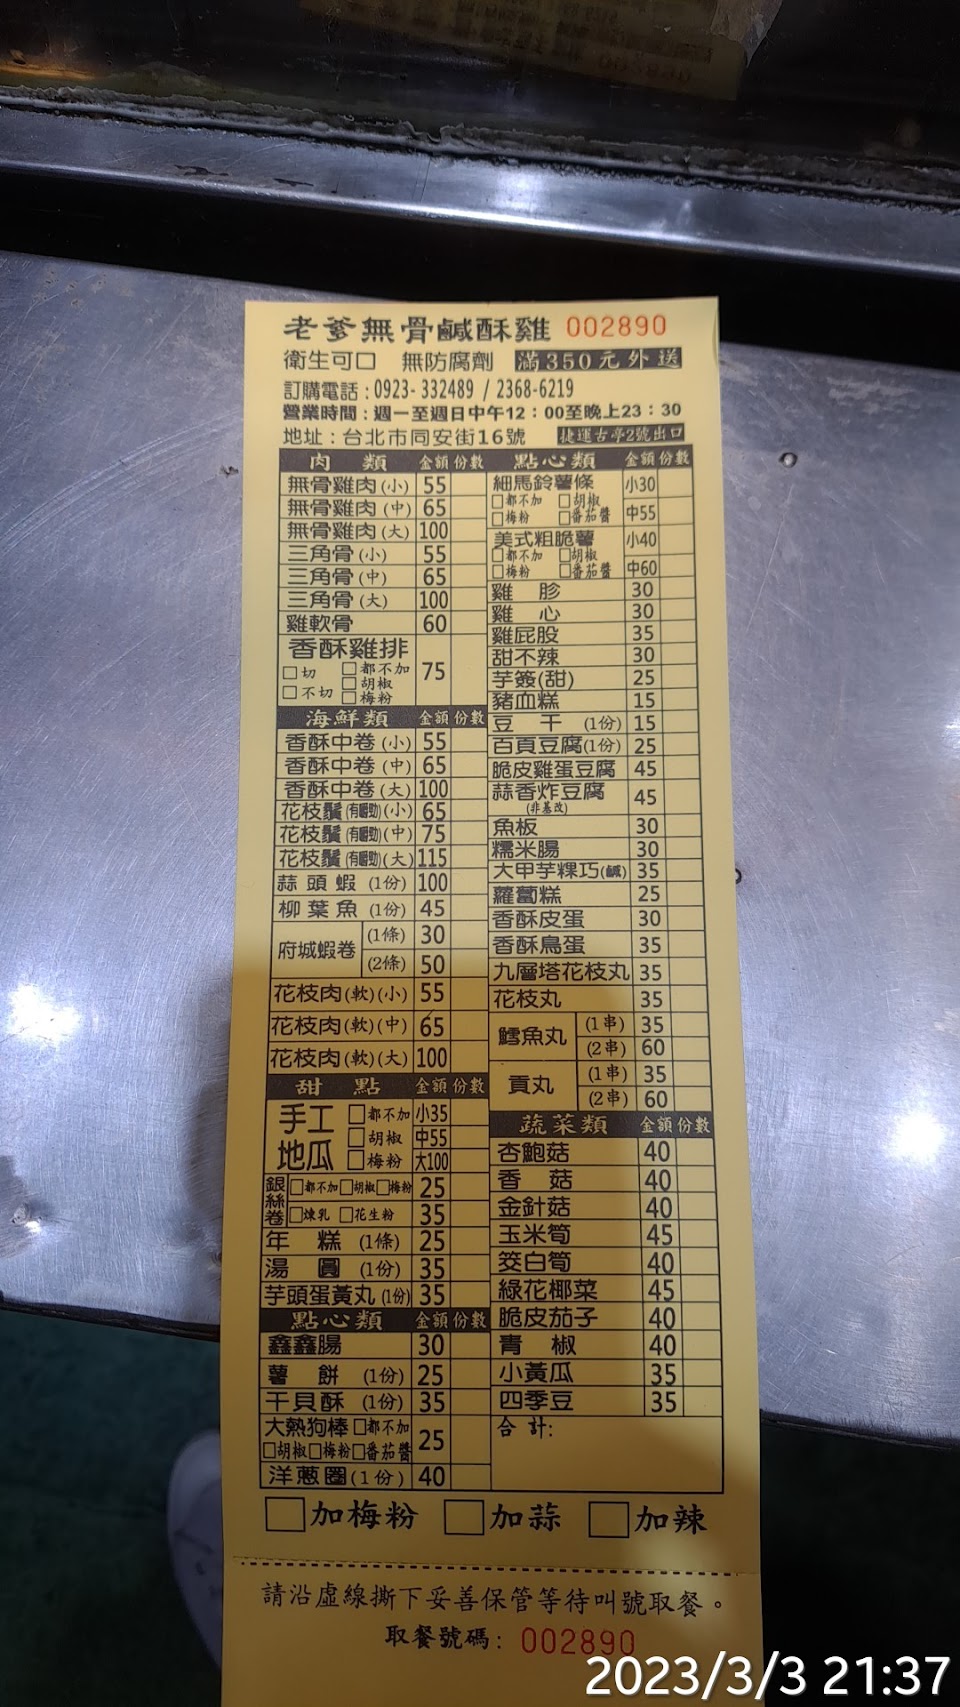 老爹無骨鹹酥雞 002890
衛生可口 無防腐劑 滿350元外送
訂購電話:0923-332489 / 2368-6219
營業時間:週一至週日中午12:00至晚上23:30
地址:台北市同安街16號 捷運古亭2號出口
肉類 金額 份數
無骨雞肉(小) 55
無骨雞肉(中) 65
無骨雞肉(大) 100
三角骨(小) 55
三角骨(中) 65
三角骨(大) 100
雞軟骨 60
香酥雞排 75
□切 □都不加
□胡椒
□不切 □梅粉
海鮮類 金額 份數
香酥中卷(小) 55
香酥中卷(中) 65
香酥中卷(大) 100
花枝鬚(有嚼勁)(小) 65
花枝鬚(有嚼勁)(中) 75
花枝鬚(有嚼勁)(大) 115
蒜頭蝦(1份) 100
柳葉魚(1份) 45
府城蝦卷 (1條) 30
(2條) 50
花枝肉(軟)(小) 55
花枝肉(軟)(中) 65
花枝肉(軟)(大) 100
甜點 金額 份數
手工地瓜 □都不加 小35
□胡椒 中55
□梅粉 大100
銀絲卷 □都不加□胡椒□梅粉 25
□煉乳 □花生粉 35
年糕(1條) 25
湯圓(1份) 35
芋頭蛋黃丸(1份) 35
點心類 金額 份數
鑫鑫腸 30
薯餅(1份) 25
干貝酥(1份) 35
大熱狗棒□都不加 25
□胡椒□梅粉□番茄醬
洋蔥圈(1份) 40
點心類 金額 份數
細馬鈴薯條 小30
□都不加 □胡椒
□梅粉 □番茄醬 中55
美式粗脆薯 小40
□都不加 □胡椒
□梅粉 □番茄醬 中60
雞胗 30
雞心 30
雞屁股 35
甜不辣 30
芋簽(甜) 25
豬血糕 15
豆干(1份) 15
百頁豆腐(1份) 25
脆皮雞蛋豆腐 45
蒜香炸豆腐 45
(非基改)
魚板 30
糯米腸 30
大甲芋粿巧(鹹) 35
蘿蔔糕 25
香酥皮蛋 30
香酥鳥蛋 35
九層塔花枝丸 35
花枝丸 35
鱈魚丸 (1串) 35
(2串) 60
貢丸 (1串) 35
(2串) 60
蔬菜類 金額 份數
杏鮑菇 40
香菇 40
金針菇 40
玉米筍 45
筊白筍 40
綠花椰菜 45
脆皮茄子 40
青椒 40
小黃瓜 35
四季豆 35
合計:
□加梅粉 □加蒜 □加辣
請沿虛線撕下妥善保管等待叫號取餐。
取餐號碼: 002890
2023/3/3 21:37